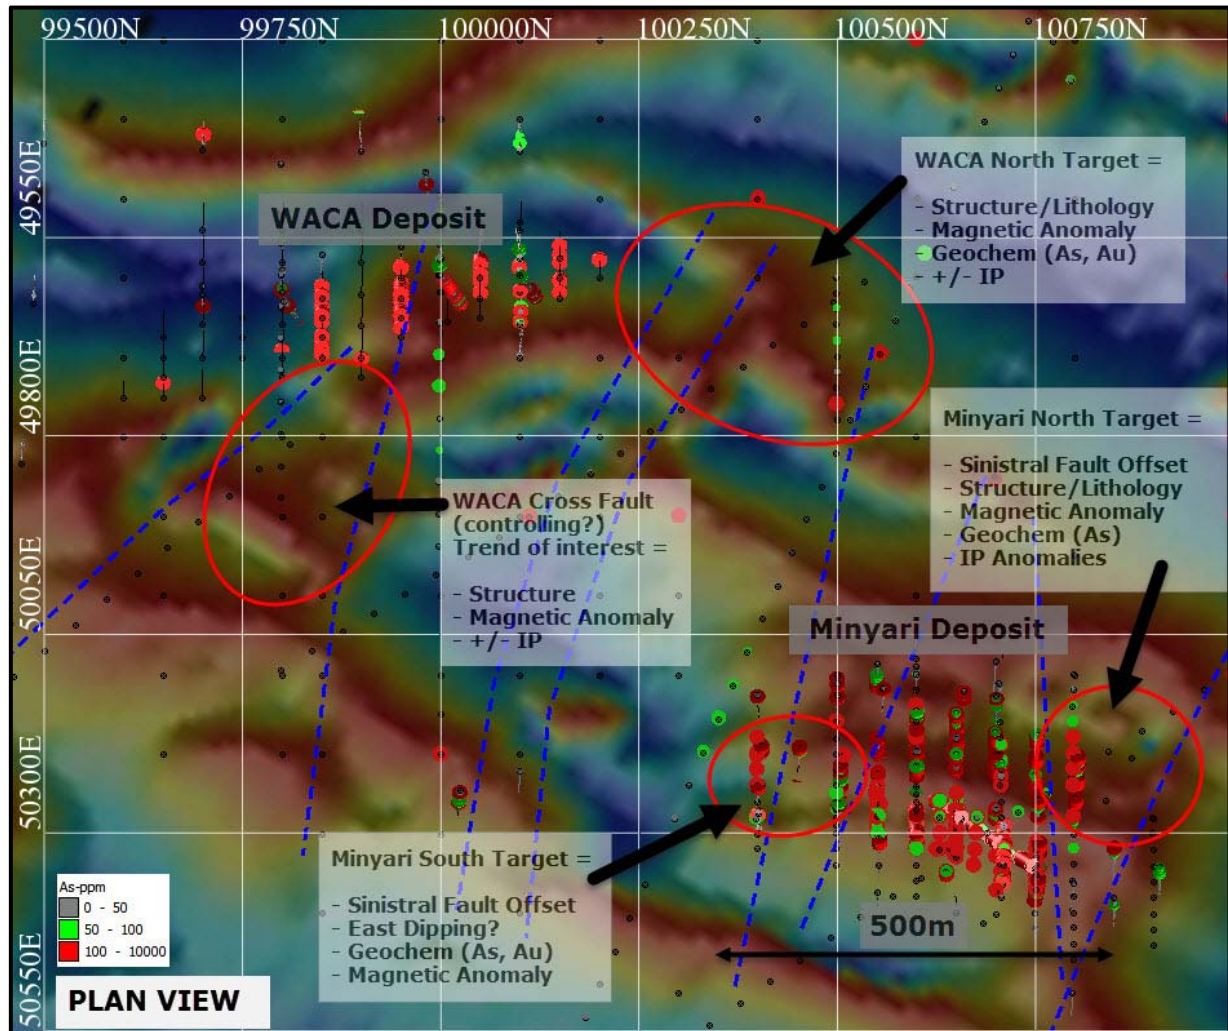 99500N 99750N 100000N 100250N 100500N 100750N
49550E
49800E
50050E
50300E
50550E
WACA Deposit
WACA North Target =
- Structure/Lithology
- Magnetic Anomaly
- Geochem (As, Au)
- +/- IP
Minyari North Target =
- Sinistral Fault Offset
- Structure/Lithology
- Magnetic Anomaly
- Geochem (As)
- IP Anomalies
WACA Cross Fault
(controlling?)
Trend of interest =
- Structure
- Magnetic Anomaly
- +/- IP
Minyari Deposit
Minyari South Target =
- Sinistral Fault Offset
- East Dipping?
- Geochem (As, Au)
- Magnetic Anomaly
500m
As-ppm
0 - 50
50 - 100
100 - 10000
PLAN VIEW